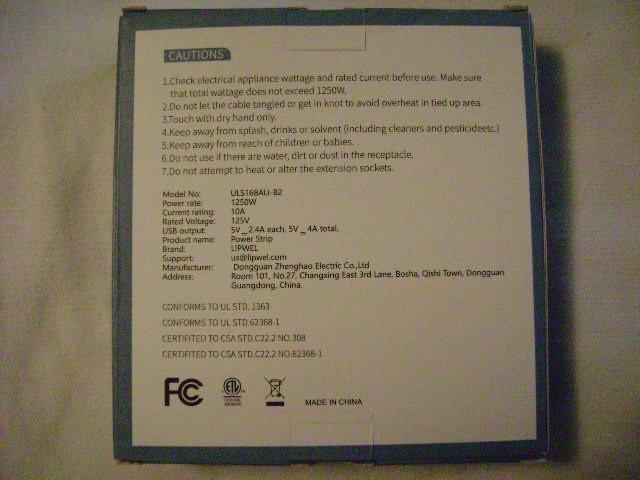 CAUTIONS
1.Check electrical appliance wattage and rated current before use. Make sure
that total wattage does not exceed 1250W.
2.Do not let the cable tangled or get in knot to avoid overheat in tied up area.
3.Touch with dry hand only.
4.Keep away from splash, drinks or solvent (including cleaners and pesticideetc.)
5.Keep away from reach of children or babies.
6.Do not use if there are water, dirt or dust in the receptacle.
7.Do not attempt to heat or alter the extension sockets.
Model No: ULS168ALi-B2
Power rate: 1250W
Current rating: 10A
Rated Voltage: 125V
USB output: 5V ⎓ 2.4A each, 5V ⎓ 4A total.
Product name: Power Strip
Brand: LIPWEL
Support: us@lipwel.com
Manufacturer: Dongguan Zhenghao Electric Co.,Ltd
Address: Room 101, No.27, Changxing East 3rd Lane, Bosha, Qishi Town, Dongguan
Guangdong, China.
CONFORMS TO UL STD. 1363
CONFORMS TO UL STD.62368-1
CERTIFIED TO CSA STD.C22.2 NO.308
CERTIFIED TO CSA STD.C22.2 NO.62368-1
FC ETL MADE IN CHINA